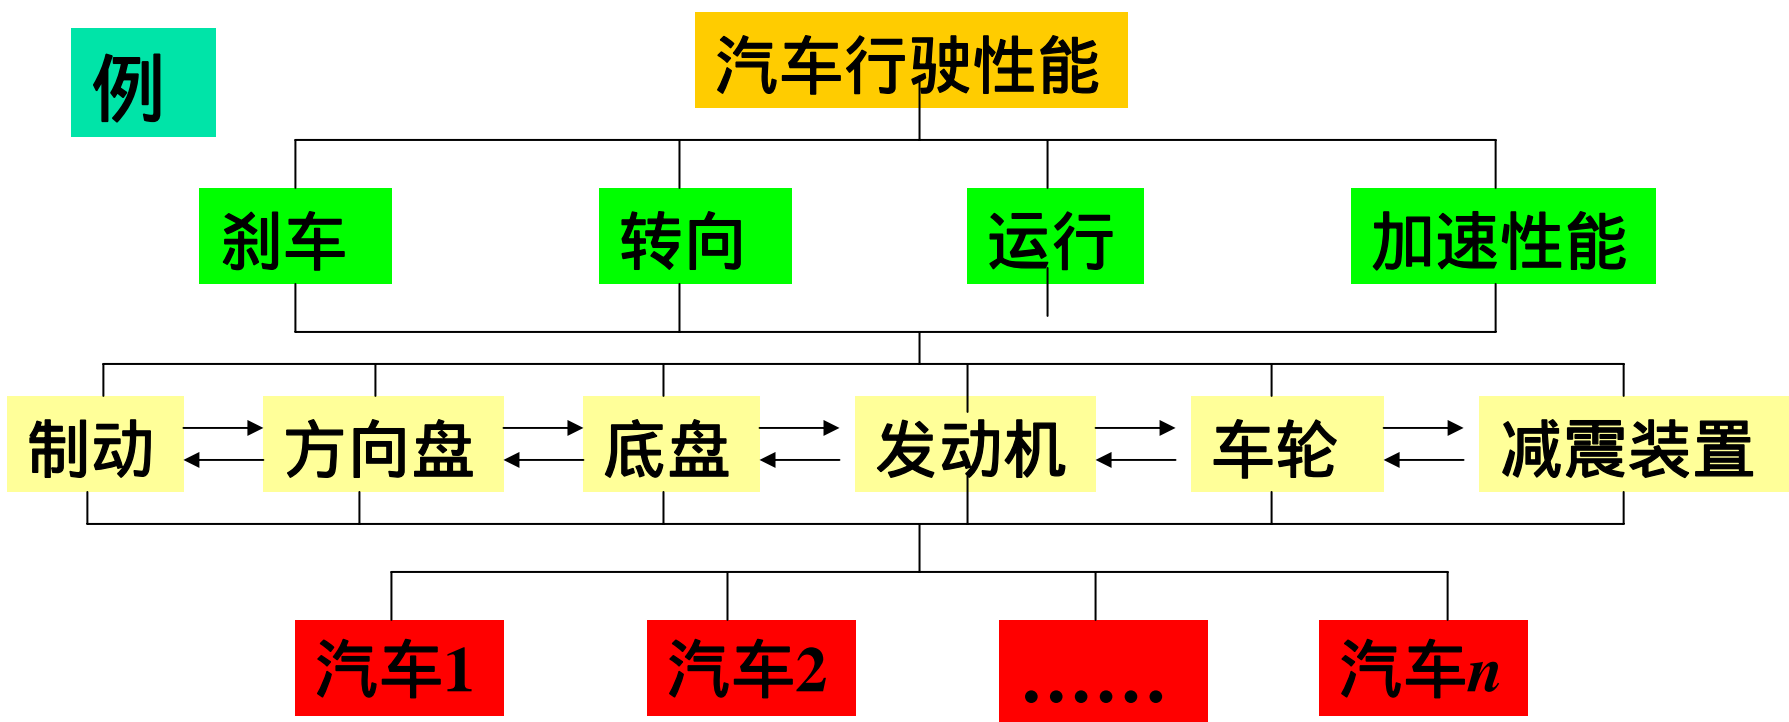 例
汽车行驶性能
刹车 转向 运行 加速性能
制动 方向盘 底盘 发动机 车轮 减震装置
汽车1 汽车2 …… 汽车n